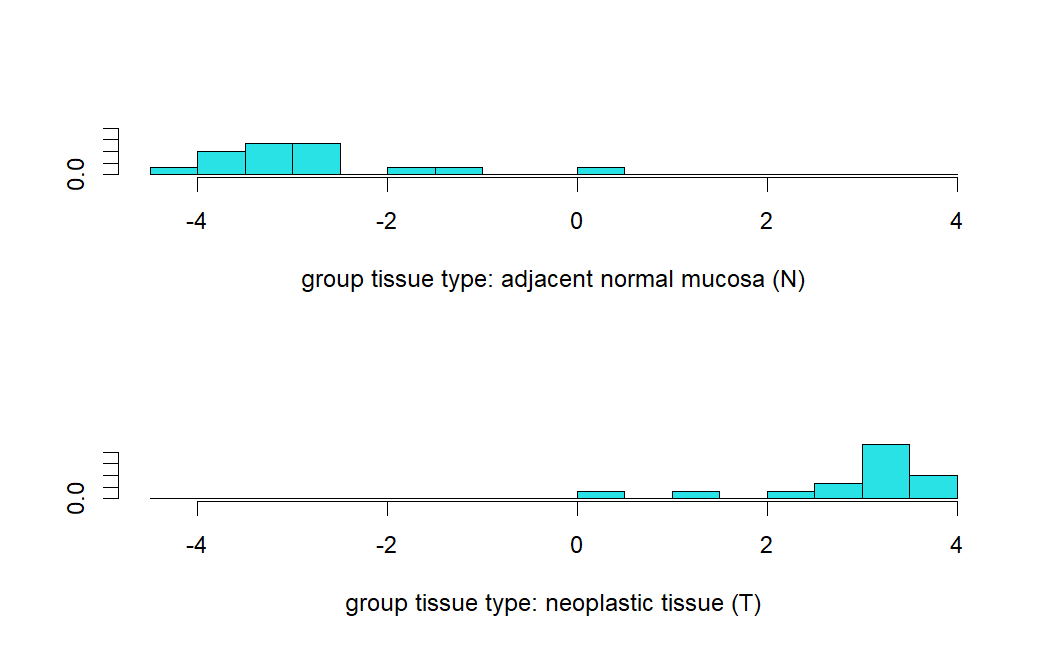 0.0
-4 -2 0 2 4
group tissue type: adjacent normal mucosa (N)
0.0
-4 -2 0 2 4
group tissue type: neoplastic tissue (T)